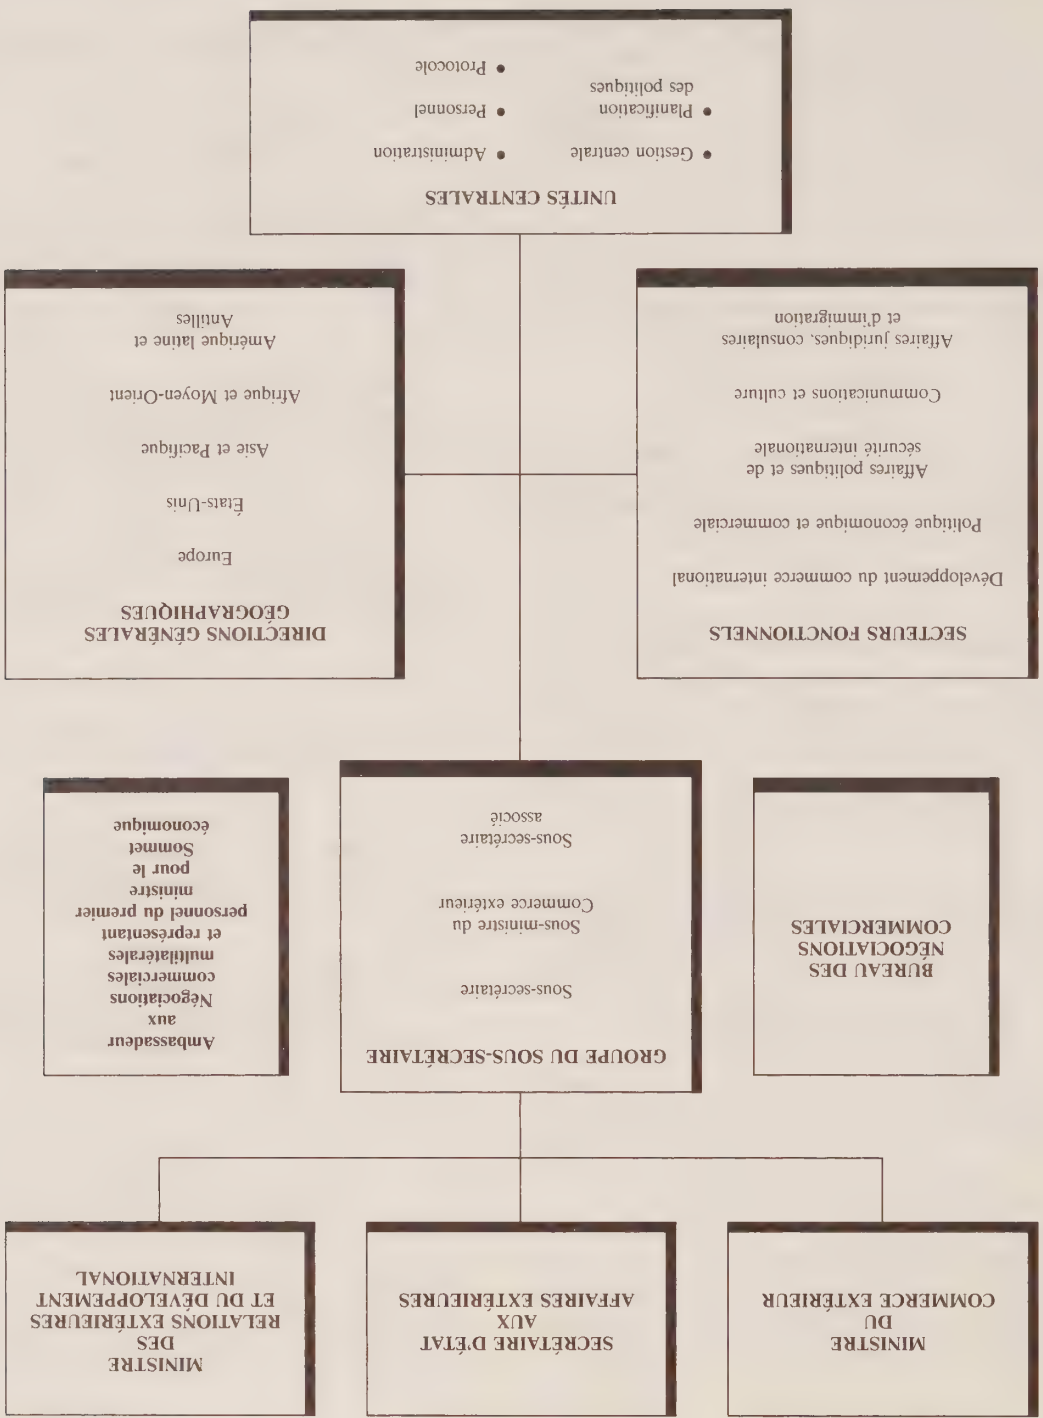 MINISTRE
DU
COMMERCE EXTÉRIEUR
SECRÉTAIRE D'ÉTAT
AUX
AFFAIRES EXTÉRIEURES
MINISTRE
DES
RELATIONS EXTÉRIEURES
ET DU DÉVELOPPEMENT
INTERNATIONAL
BUREAU DES
NÉGOCIATIONS
COMMERCIALES
GROUPE DU SOUS-SECRÉTAIRE
Sous-secrétaire
Sous-ministre du
Commerce extérieur
Sous-secrétaire
associé
Ambassadeur
aux
Négociations
commerciales
multilatérales
et représentant
personnel du premier
ministre
pour le
Sommet
économique
SECTEURS FONCTIONNELS
Développement du commerce international
Politique économique et commerciale
Affaires politiques et de
sécurité internationale
Communications et culture
Affaires juridiques, consulaires
et d'immigration
DIRECTIONS GÉNÉRALES
GÉOGRAPHIQUES
Europe
États-Unis
Asie et Pacifique
Afrique et Moyen-Orient
Amérique latine et
Antilles
UNITÉS CENTRALES
• Gestion centrale
• Planification
des politiques
• Administration
• Personnel
• Protocole